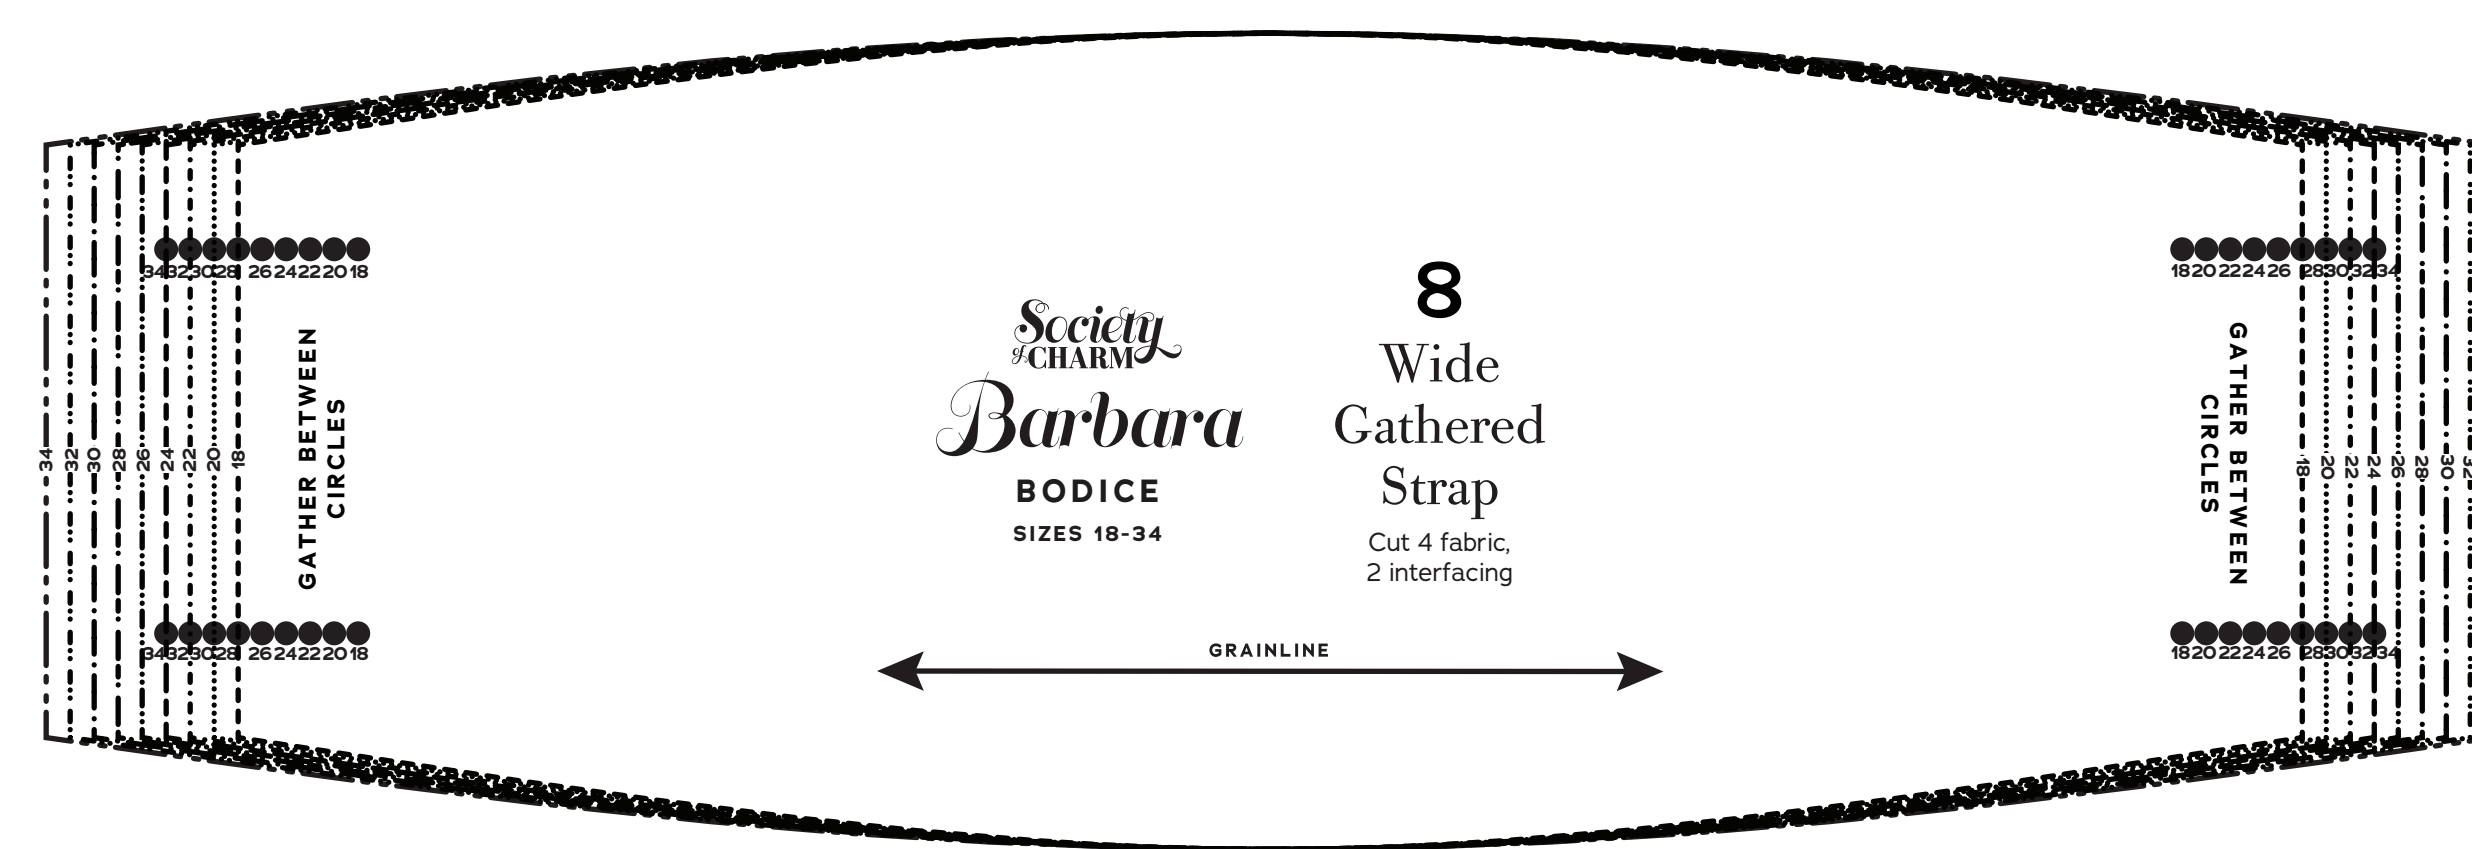 34 32 30 28 26 24 22 20 18
34 32 30 28 26 24 22 20 18
GATHER BETWEEN
CIRCLES
34 32 30 28 26 24 22 20 18
Society
of CHARM
Barbara
BODICE
SIZES 18-34
8
Wide
Gathered
Strap
Cut 4 fabric,
2 interfacing
GRAINLINE
18 20 22 24 26 28 30 32 34
GATHER BETWEEN
CIRCLES
18 20 22 24 26 28 30 32
18 20 22 24 26 28 30 32 34